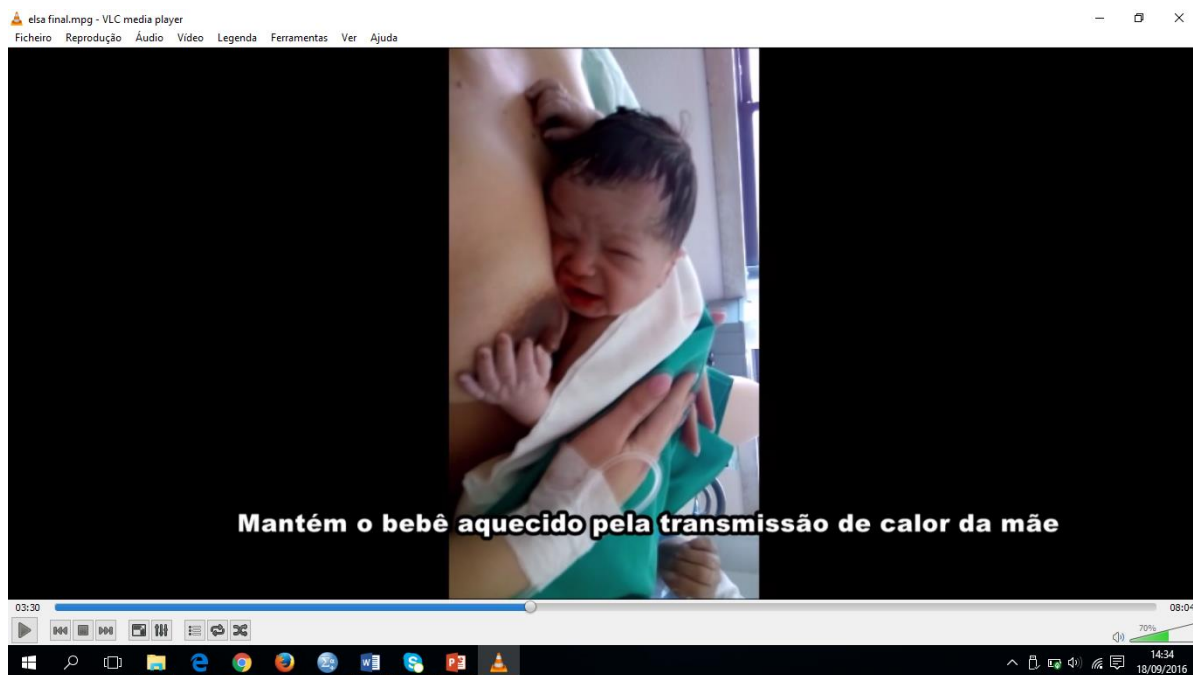 elsa final.mpg - VLC media player
Ficheiro Reprodução Áudio Vídeo Legenda Ferramentas Ver Ajuda
Mantém o bebê aquecido pela transmissão de calor da mãe
03:30 08:04
70%
14:34
18/09/2016